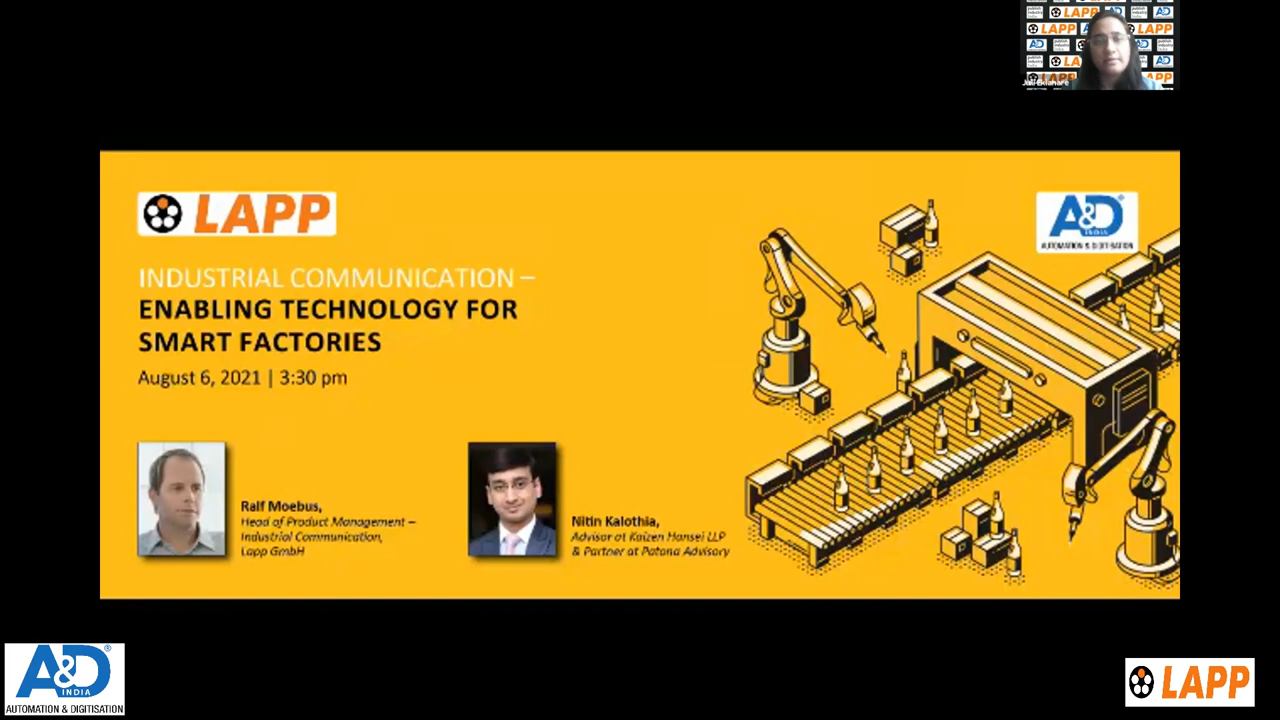 LAPP
A&D
INDIA
AUTOMATION & DIGITISATION
INDUSTRIAL COMMUNICATION –
ENABLING TECHNOLOGY FOR
SMART FACTORIES
August 6, 2021 | 3:30 pm
Ralf Moebus,
Head of Product Management –
Industrial Communication,
Lapp GmbH
Nitin Kalothia,
Advisor at Kaizen Hansei LLP
& Partner at Patona Advisory
A&D®
INDIA
AUTOMATION & DIGITISATION
LAPP